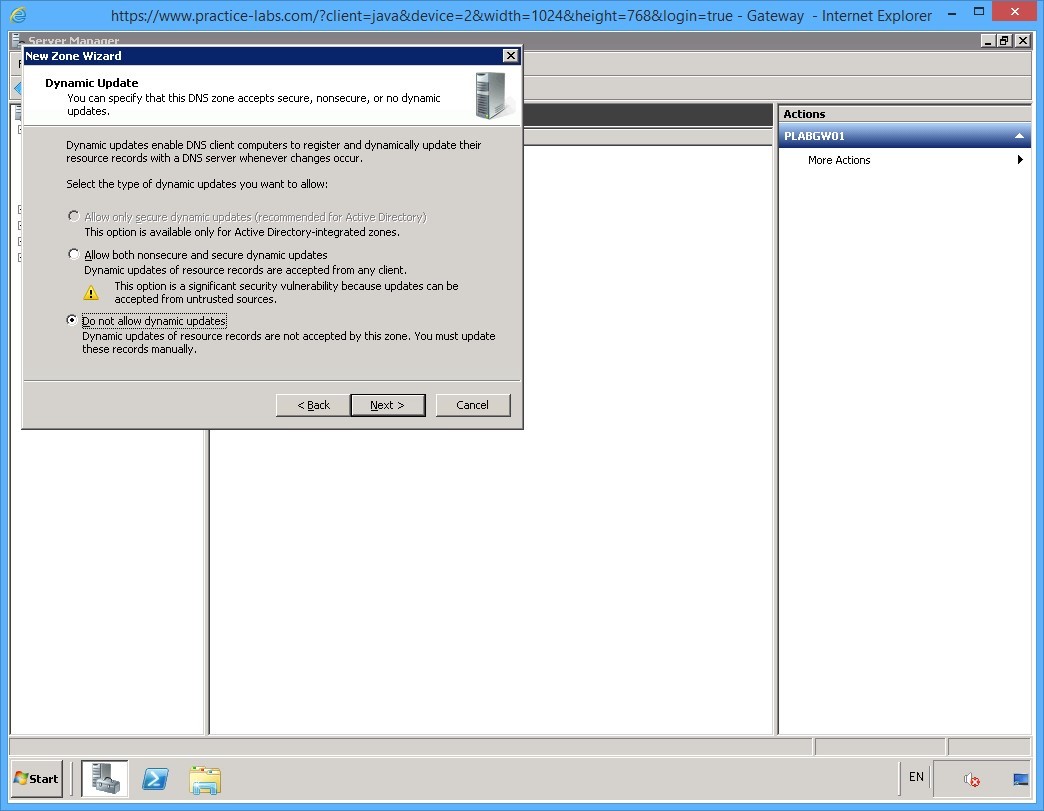 https://www.practice-labs.com/?client=java&device=2&width=1024&height=768&login=true - Gateway - Internet Explorer
Server Manager
New Zone Wizard
Dynamic Update
You can specify that this DNS zone accepts secure, nonsecure, or no dynamic
updates.
Dynamic updates enable DNS client computers to register and dynamically update their
resource records with a DNS server whenever changes occur.
Select the type of dynamic updates you want to allow:
Allow only secure dynamic updates (recommended for Active Directory)
This option is available only for Active Directory-integrated zones.
Allow both nonsecure and secure dynamic updates
Dynamic updates of resource records are accepted from any client.
This option is a significant security vulnerability because updates can be
accepted from untrusted sources.
Do not allow dynamic updates
Dynamic updates of resource records are not accepted by this zone. You must update
these records manually.
< Back
Next >
Cancel
Actions
PLABGW01
More Actions
Start
EN